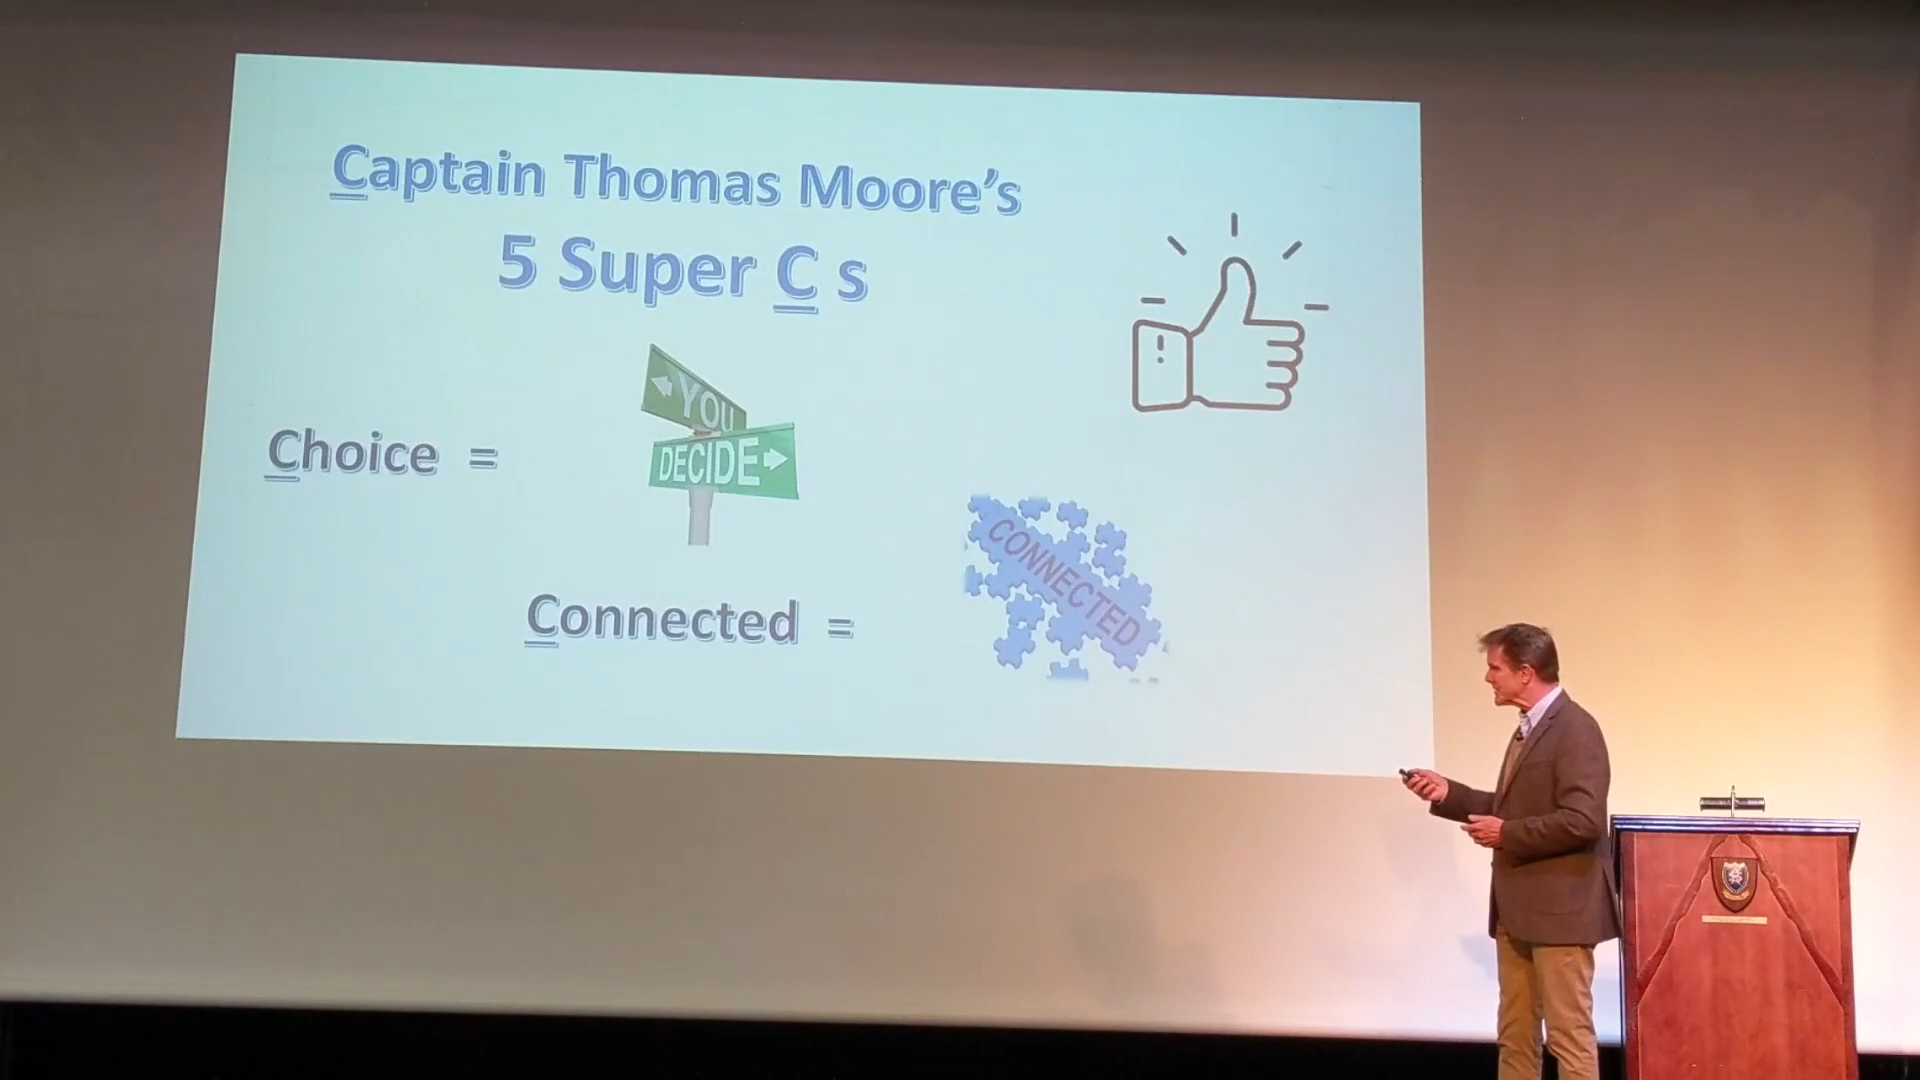 Captain Thomas Moore's
5 Super C s
YOU
DECIDE
Choice =
CONNECTED
Connected =